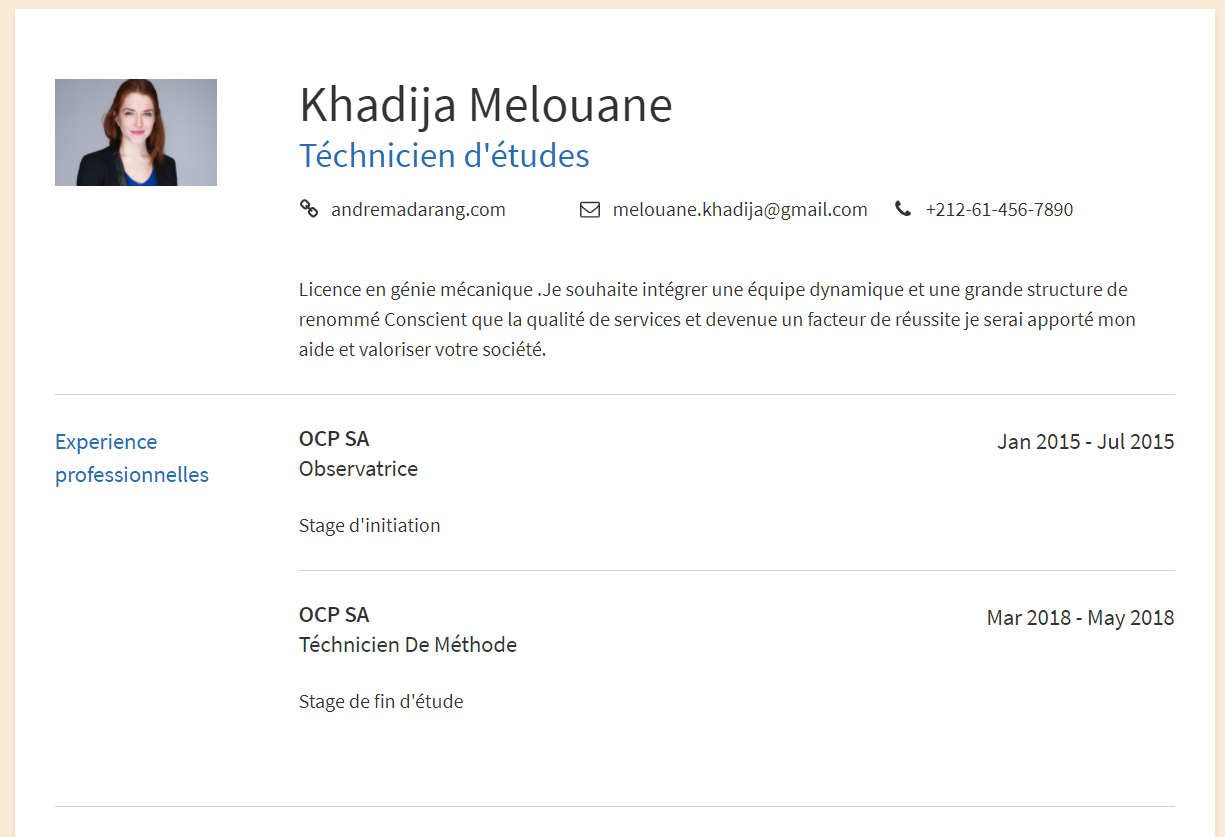 Khadija Melouane
Téchnicien d'études
andremadarang.com
melouane.khadija@gmail.com
+212-61-456-7890
Licence en génie mécanique .Je souhaite intégrer une équipe dynamique et une grande structure de
renommé Conscient que la qualité de services et devenue un facteur de réussite je serai apporté mon
aide et valoriser votre société.
Experience
professionnelles
OCP SA
Jan 2015 - Jul 2015
Observatrice
Stage d'initiation
OCP SA
Mar 2018 - May 2018
Téchnicien De Méthode
Stage de fin d'étude